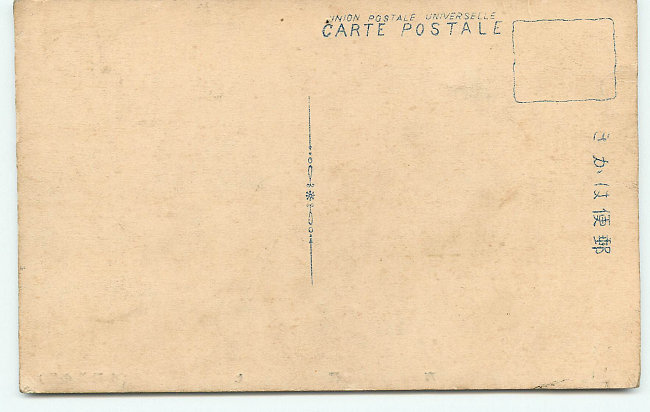 UNION POSTALE UNIVERSELLE
CARTE POSTALE
郵便はかき